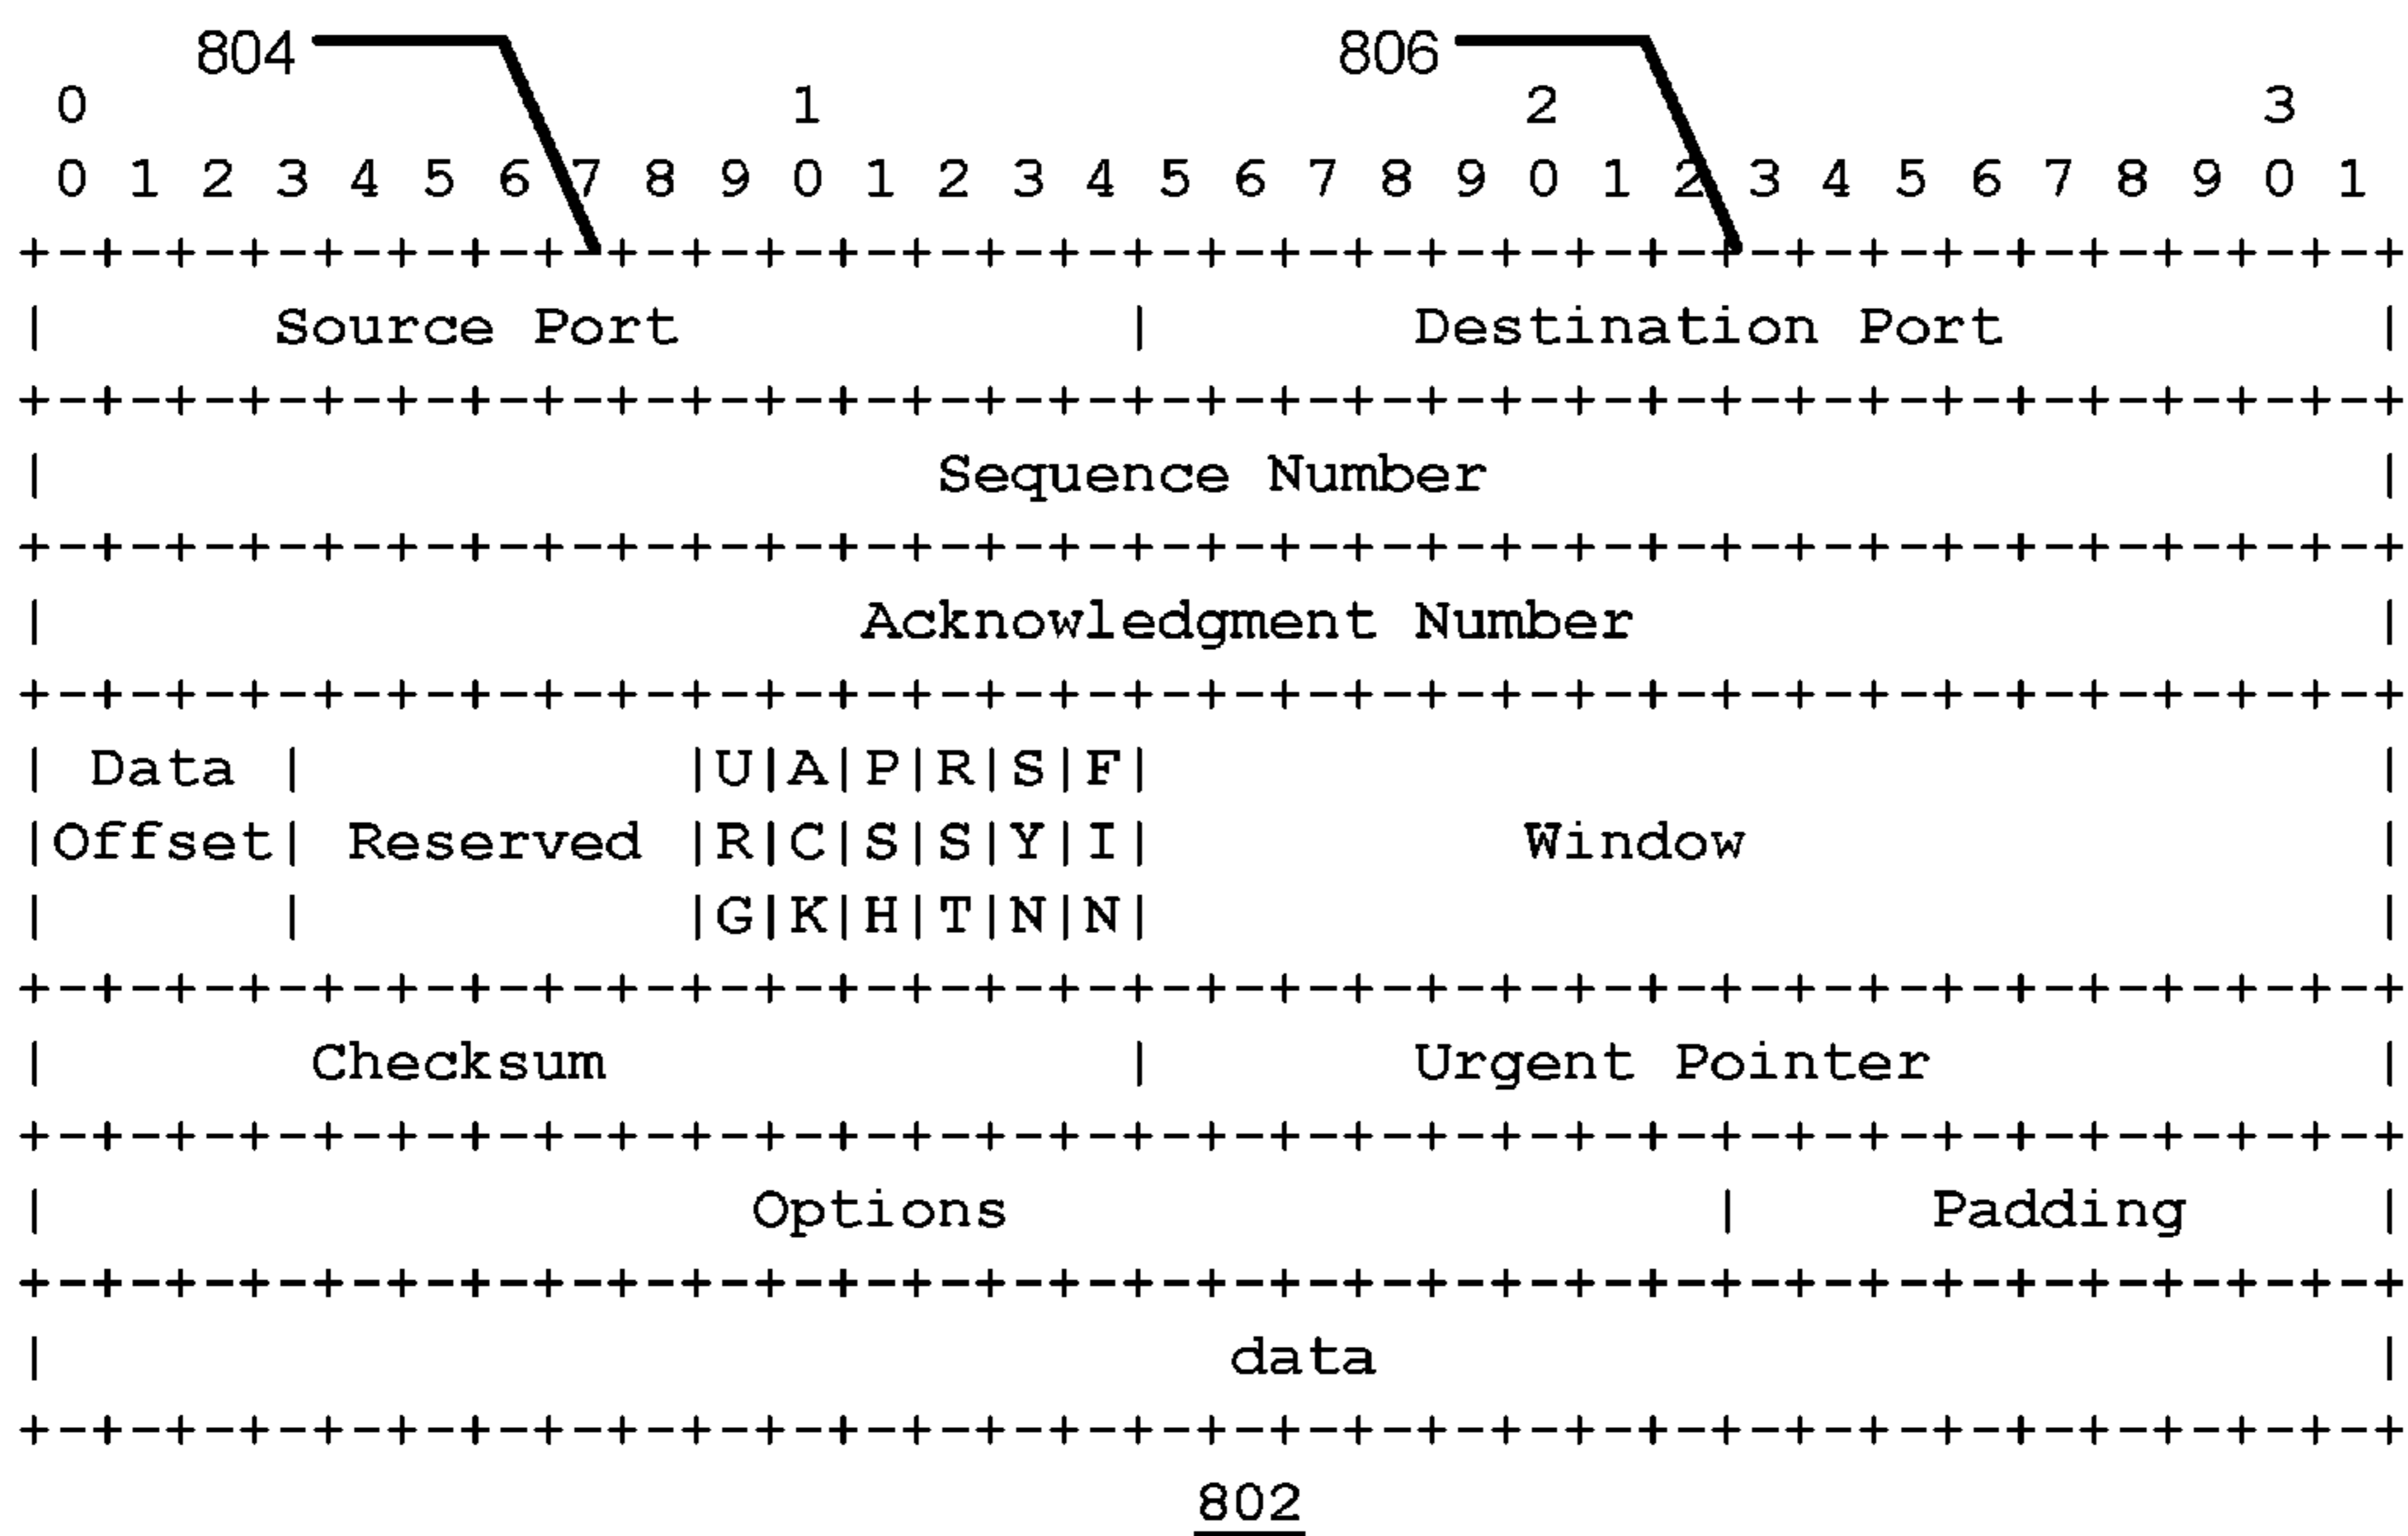 804 806
0 1 2 3
0 1 2 3 4 5 6 7 8 9 0 1 2 3 4 5 6 7 8 9 0 1 2 3 4 5 6 7 8 9 0 1
+-+-+-+-+-+-+-+-+-+-+-+-+-+-+-+-+-+-+-+-+-+-+-+-+-+-+-+-+-+-+-+-+
| Source Port | Destination Port |
+-+-+-+-+-+-+-+-+-+-+-+-+-+-+-+-+-+-+-+-+-+-+-+-+-+-+-+-+-+-+-+-+
| Sequence Number |
+-+-+-+-+-+-+-+-+-+-+-+-+-+-+-+-+-+-+-+-+-+-+-+-+-+-+-+-+-+-+-+-+
| Acknowledgment Number |
+-+-+-+-+-+-+-+-+-+-+-+-+-+-+-+-+-+-+-+-+-+-+-+-+-+-+-+-+-+-+-+-+
| Data | |U|A|P|R|S|F| |
|Offset| Reserved |R|C|S|S|Y|I| Window |
| | |G|K|H|T|N|N| |
+-+-+-+-+-+-+-+-+-+-+-+-+-+-+-+-+-+-+-+-+-+-+-+-+-+-+-+-+-+-+-+-+
| Checksum | Urgent Pointer |
+-+-+-+-+-+-+-+-+-+-+-+-+-+-+-+-+-+-+-+-+-+-+-+-+-+-+-+-+-+-+-+-+
| Options | Padding |
+-+-+-+-+-+-+-+-+-+-+-+-+-+-+-+-+-+-+-+-+-+-+-+-+-+-+-+-+-+-+-+-+
| data |
+-+-+-+-+-+-+-+-+-+-+-+-+-+-+-+-+-+-+-+-+-+-+-+-+-+-+-+-+-+-+-+-+
802